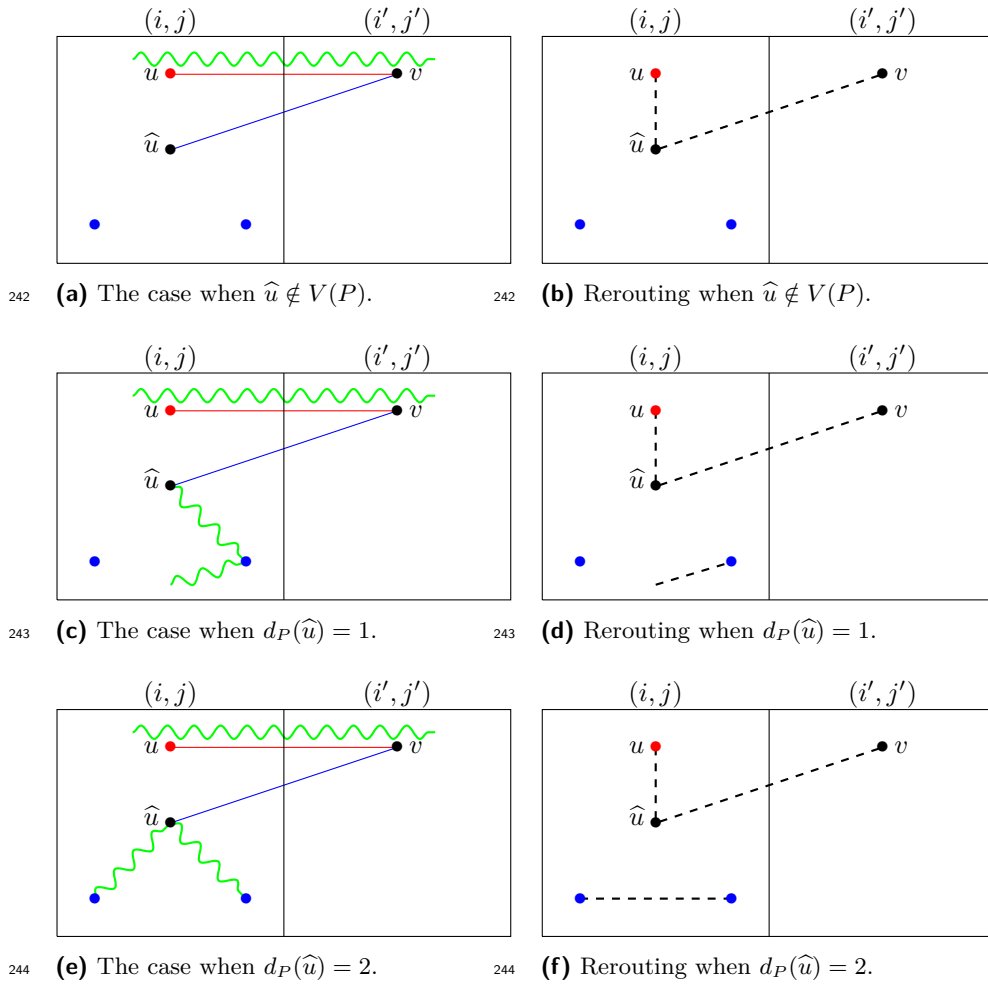 (i, j) (i′, j′) (i, j) (i′, j′)
u v u v
û û
242 (a) The case when û ∉ V(P). 242 (b) Rerouting when û ∉ V(P).
(i, j) (i′, j′) (i, j) (i′, j′)
u v u v
û û
243 (c) The case when d_P(û) = 1. 243 (d) Rerouting when d_P(û) = 1.
(i, j) (i′, j′) (i, j) (i′, j′)
u v u v
û û
244 (e) The case when d_P(û) = 2. 244 (f) Rerouting when d_P(û) = 2.